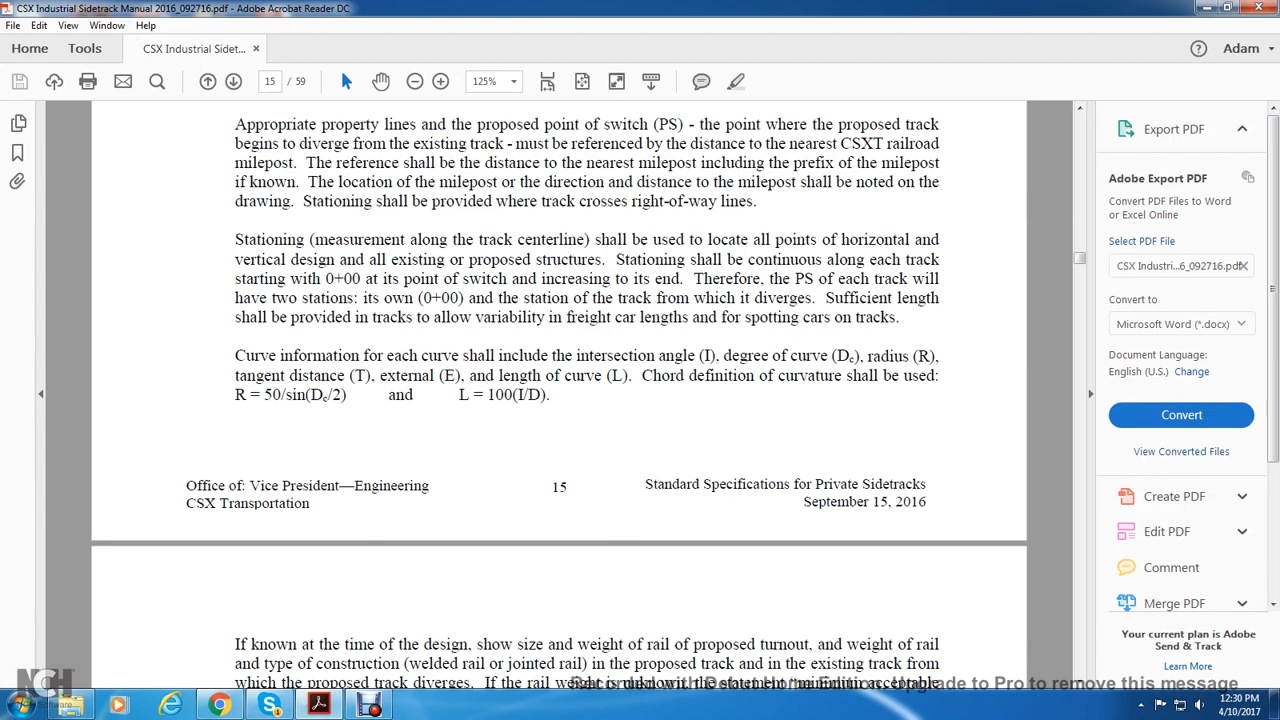 CSX Industrial Sidetrack Manual 2016_092716.pdf - Adobe Acrobat Reader DC
File Edit View Window Help
Home Tools CSX Industrial Sidet... × Adam
15 / 59 125%
Appropriate property lines and the proposed point of switch (PS) - the point where the proposed track
begins to diverge from the existing track - must be referenced by the distance to the nearest CSXT railroad
milepost. The reference shall be the distance to the nearest milepost including the prefix of the milepost
if known. The location of the milepost or the direction and distance to the milepost shall be noted on the
drawing. Stationing shall be provided where track crosses right-of-way lines.
Stationing (measurement along the track centerline) shall be used to locate all points of horizontal and
vertical design and all existing or proposed structures. Stationing shall be continuous along each track
starting with 0+00 at its point of switch and increasing to its end. Therefore, the PS of each track will
have two stations: its own (0+00) and the station of the track from which it diverges. Sufficient length
shall be provided in tracks to allow variability in freight car lengths and for spotting cars on tracks.
Curve information for each curve shall include the intersection angle (I), degree of curve (Dc), radius (R),
tangent distance (T), external (E), and length of curve (L). Chord definition of curvature shall be used:
R = 50/sin(Dc/2) and L = 100(I/D).
Office of: Vice President—Engineering 15 Standard Specifications for Private Sidetracks
CSX Transportation September 15, 2016
If known at the time of the design, show size and weight of rail of proposed turnout, and weight of rail
and type of construction (welded rail or jointed rail) in the proposed track and in the existing track from
which the proposed track diverges. If the rail weight is unknown, the statement "minimum acceptable
Export PDF
Adobe Export PDF
Convert PDF Files to Word
or Excel Online
Select PDF File
CSX Industri...6_092716.pdf
Convert to
Microsoft Word (*.docx)
Document Language:
English (U.S.) Change
Convert
View Converted Files
Create PDF
Edit PDF
Comment
Merge PDF
Your current plan is Adobe
Send & Track
Learn More
NCH
Software
Recorded with Debut Home Edition. Upgrade to Pro to remove this message
12:30 PM
4/10/2017